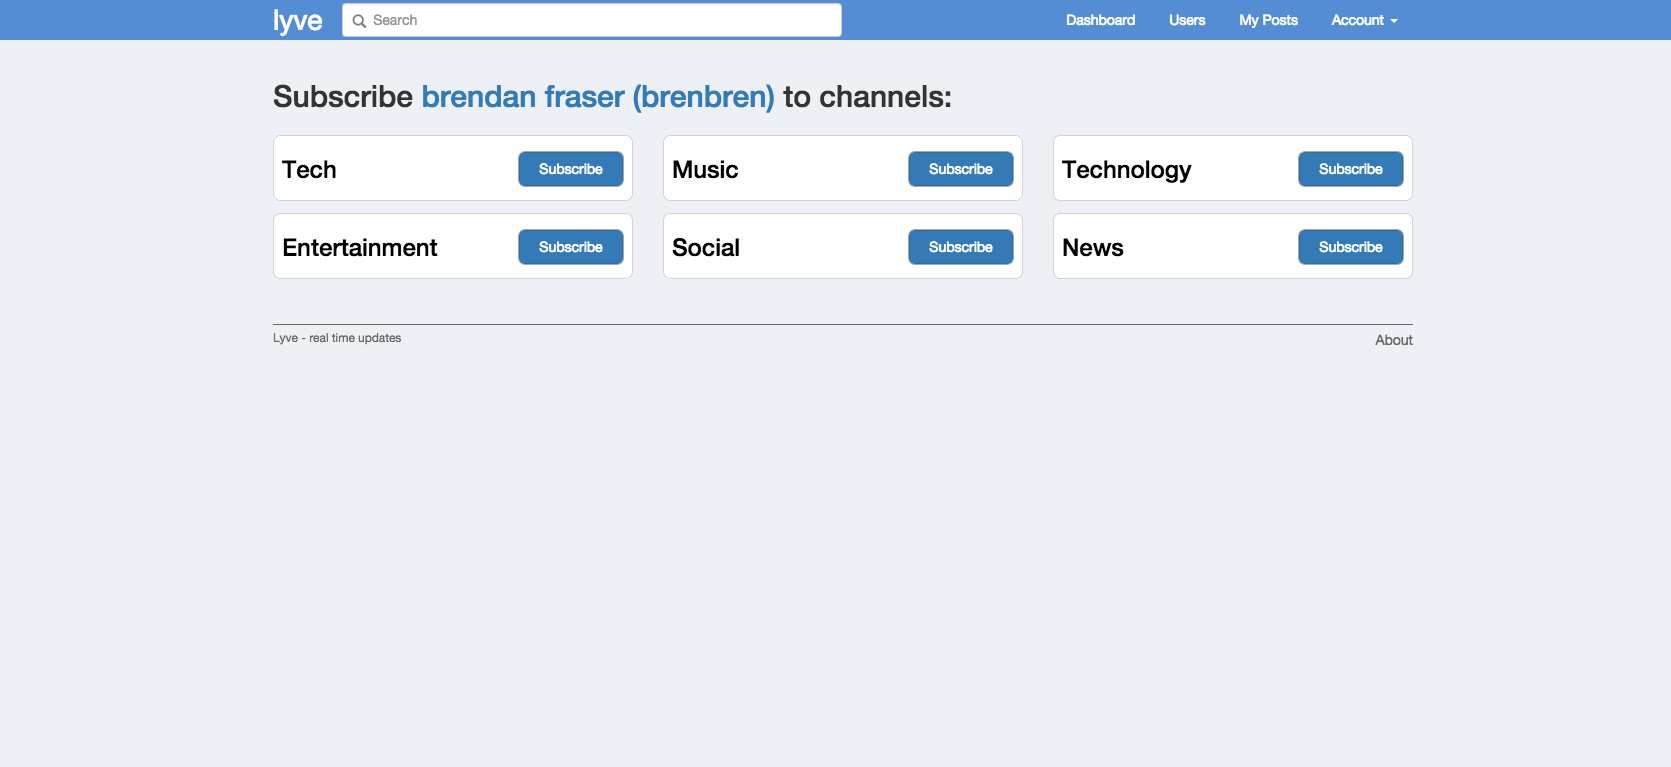 lyve Search Dashboard Users My Posts Account
Subscribe brendan fraser (brenbren) to channels:
Tech Subscribe Music Subscribe Technology Subscribe
Entertainment Subscribe Social Subscribe News Subscribe
Lyve - real time updates About